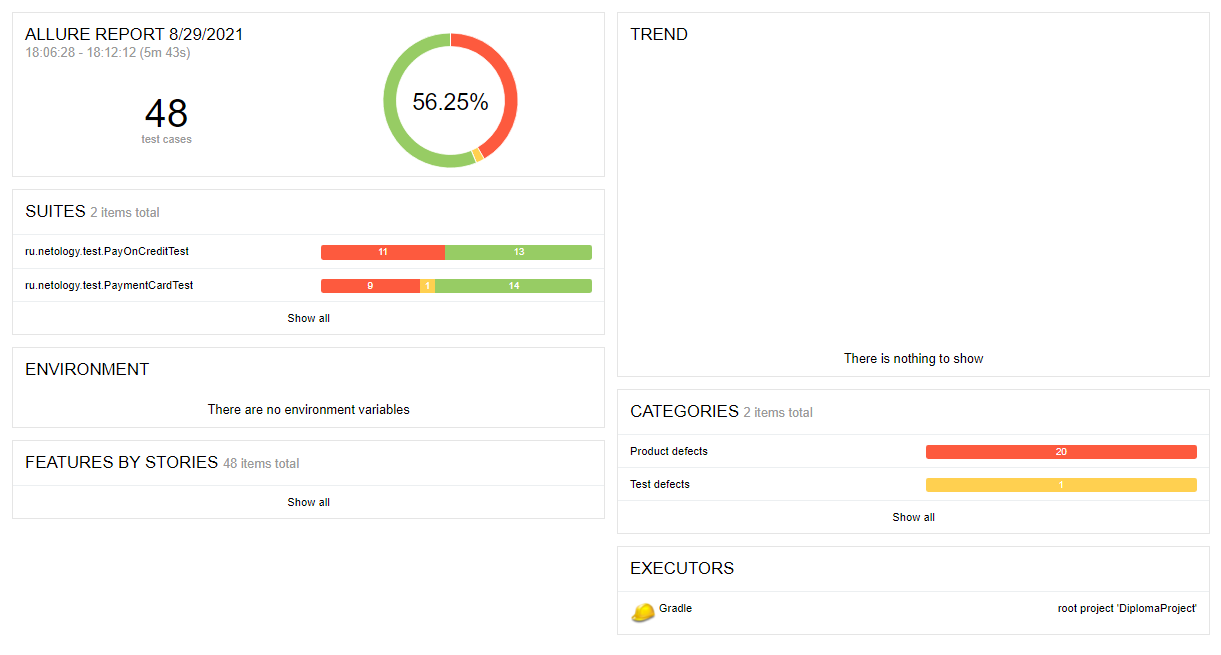 ALLURE REPORT 8/29/2021
18:06:28 - 18:12:12 (5m 43s)
48
test cases
56.25%
SUITES 2 items total
ru.netology.test.PayOnCreditTest 11 13
ru.netology.test.PaymentCardTest 9 1 14
Show all
ENVIRONMENT
There are no environment variables
FEATURES BY STORIES 48 items total
Show all
TREND
There is nothing to show
CATEGORIES 2 items total
Product defects 20
Test defects 1
Show all
EXECUTORS
Gradle root project 'DiplomaProject'